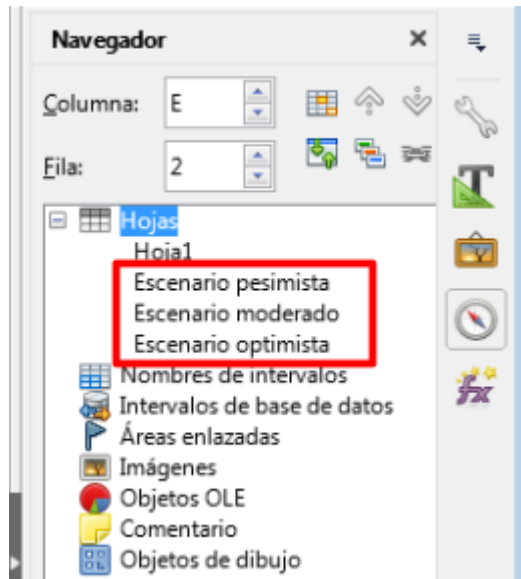 Navegador
Columna: E
Fila: 2
Hojas
Hoja1
Escenario pesimista
Escenario moderado
Escenario optimista
Nombres de intervalos
Intervalos de base de datos
Áreas enlazadas
Imágenes
Objetos OLE
Comentario
Objetos de dibujo